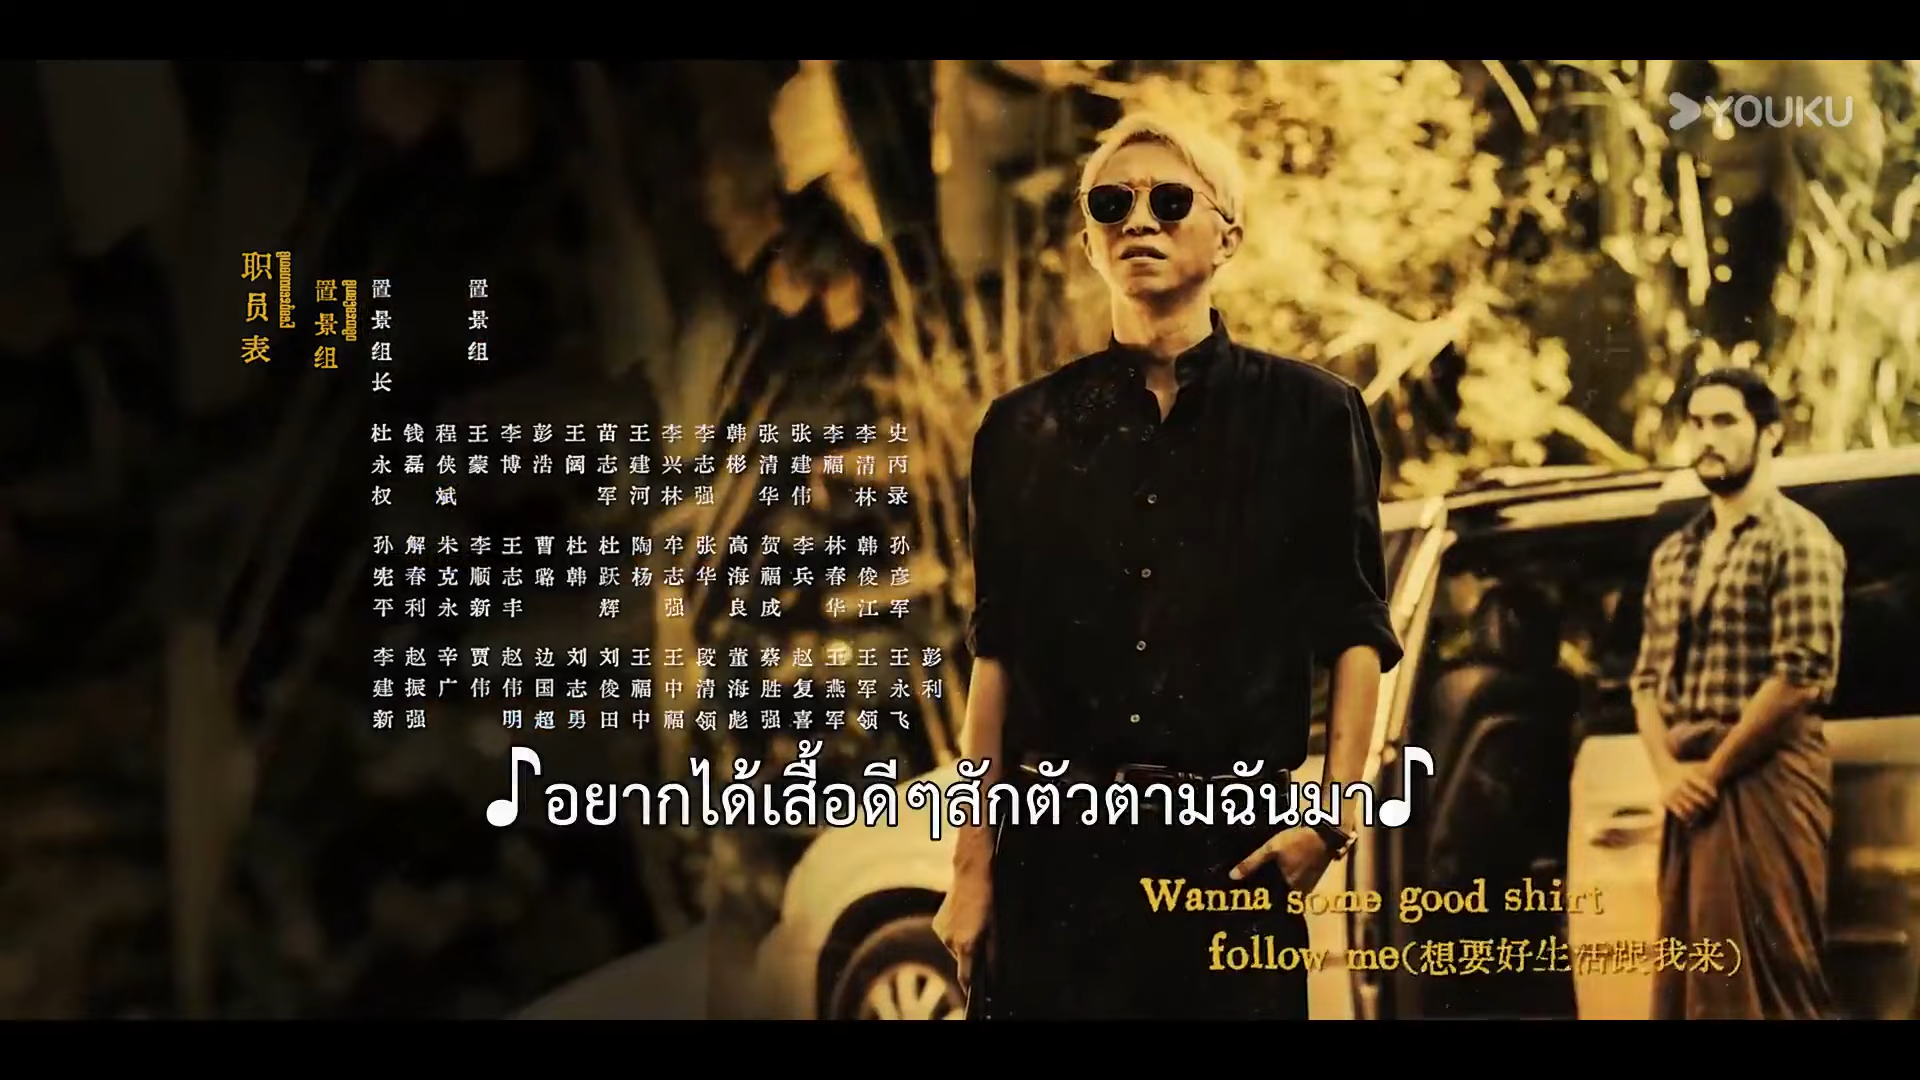 YOUKU
职员表
置景组
置景组长
置景组
杜永权
钱磊
程侠斌
王蒙
李博
彭浩
王阔
苗志军
王建河
李兴林
李志强
韩彬
张清华
张建伟
李福
李清林
史丙录
孙宪平
解春利
朱克永
李顺新
王志丰
曹璐
杜韩
杜跃辉
陶杨
牟志强
张华
高海良
贺福成
李兵
林春华
韩俊江
孙彦军
李建新
赵振强
辛广
贾伟
赵伟明
边国超
刘志勇
刘俊田
王福中
王中福
段清领
董海彪
蔡胜强
赵复喜
王燕军
王军领
王永飞
彭利
♪อยากได้เสื้อดีๆสักตัวตามฉันมา♪
Wanna some good shirt
follow me(想要好生活跟我来)